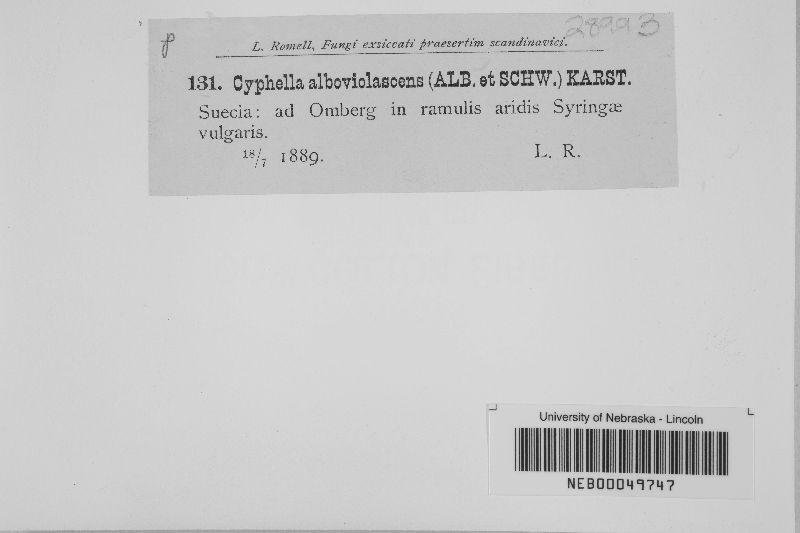 28993
L. Romell, Fungi exsiccati praesertim scandinavici.
131. Cyphella alboviolascens (ALB. et SCHW.) KARST.
Suecia: ad Omberg in ramulis aridis Syringæ
vulgaris.
18/7 1889. L. R.
University of Nebraska - Lincoln
NEB00049747